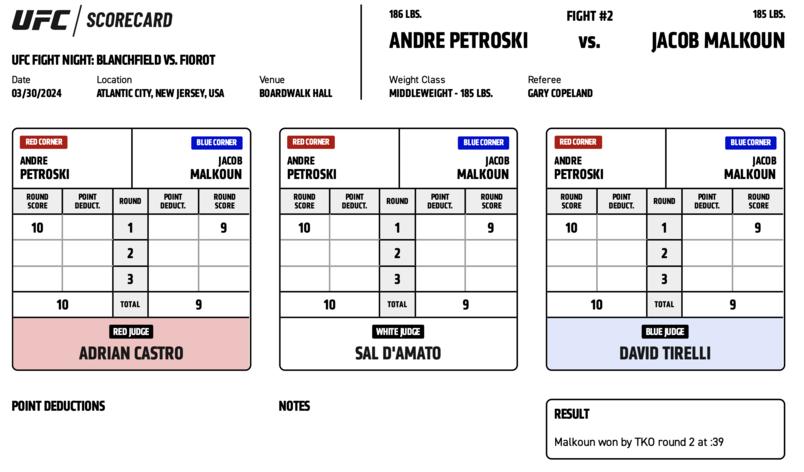 UFC / SCORECARD
UFC FIGHT NIGHT: BLANCHFIELD VS. FIOROT
Date Location Venue
03/30/2024 ATLANTIC CITY, NEW JERSEY, USA BOARDWALK HALL
186 LBS. FIGHT #2 185 LBS.
ANDRE PETROSKI VS. JACOB MALKOUN
Weight Class Referee
MIDDLEWEIGHT - 185 LBS. GARY COPELAND
RED CORNER BLUE CORNER
ANDRE JACOB
PETROSKI MALKOUN
ROUND SCORE POINT DEDUCT. ROUND POINT DEDUCT. ROUND SCORE
10 1 9
2
3
10 TOTAL 9
RED JUDGE
ADRIAN CASTRO
RED CORNER BLUE CORNER
ANDRE JACOB
PETROSKI MALKOUN
ROUND SCORE POINT DEDUCT. ROUND POINT DEDUCT. ROUND SCORE
10 1 9
2
3
10 TOTAL 9
WHITE JUDGE
SAL D'AMATO
RED CORNER BLUE CORNER
ANDRE JACOB
PETROSKI MALKOUN
ROUND SCORE POINT DEDUCT. ROUND POINT DEDUCT. ROUND SCORE
10 1 9
2
3
10 TOTAL 9
BLUE JUDGE
DAVID TIRELLI
POINT DEDUCTIONS
NOTES
RESULT
Malkoun won by TKO round 2 at :39